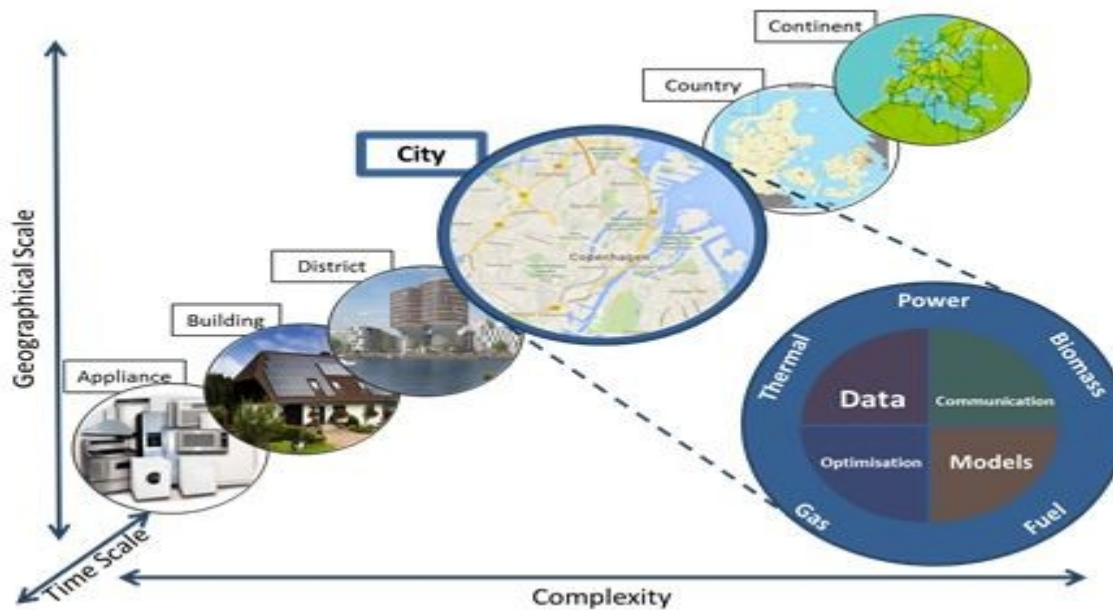 Continent
Country
City
District
Building
Appliance
Geographical Scale
Time Scale
Complexity
Copenhagen
Power
Thermal
Biomass
Data
Communication
Optimisation
Models
Gas
Fuel